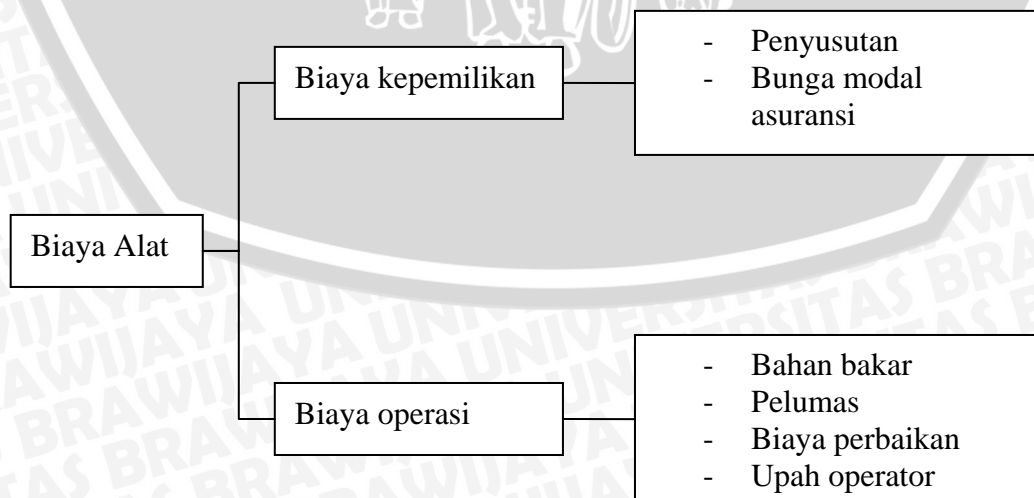 Biaya kepemilikan
- Penyusutan
- Bunga modal
asuransi
Biaya Alat
Biaya operasi
- Bahan bakar
- Pelumas
- Biaya perbaikan
- Upah operator